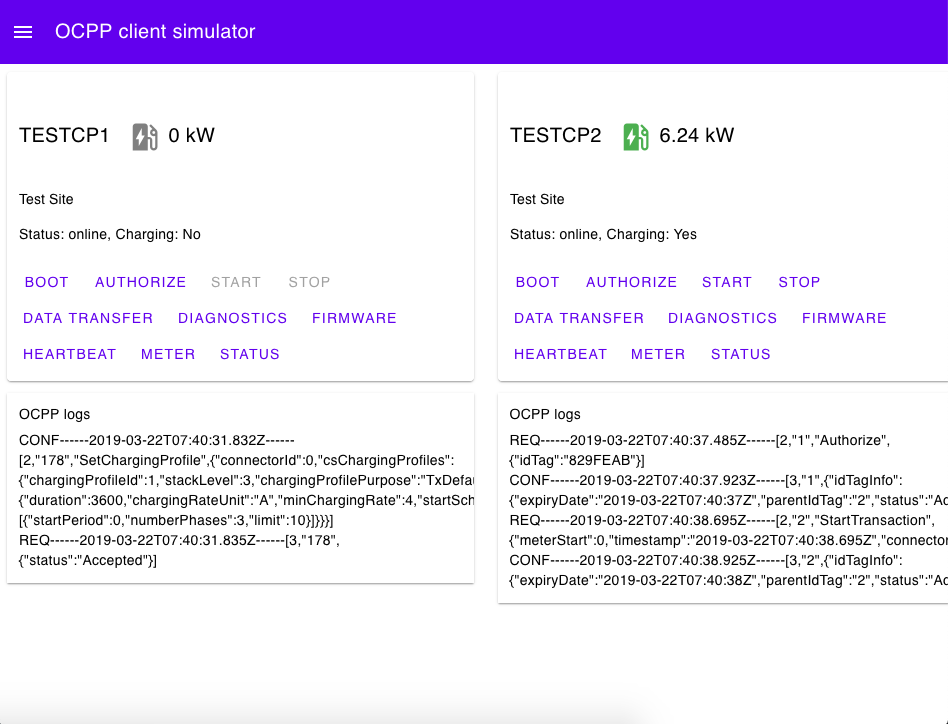 OCPP client simulator
TESTCP1 0 kW
Test Site
Status: online, Charging: No
BOOT AUTHORIZE START STOP
DATA TRANSFER DIAGNOSTICS FIRMWARE
HEARTBEAT METER STATUS
OCPP logs
CONF------2019-03-22T07:40:31.832Z------
[2,"178","SetChargingProfile",{"connectorId":0,"csChargingProfiles":
{"chargingProfileId":1,"stackLevel":3,"chargingProfilePurpose":"TxDefau
{"duration":3600,"chargingRateUnit":"A","minChargingRate":4,"startSch
[{"startPeriod":0,"numberPhases":3,"limit":10}]}}}]
REQ------2019-03-22T07:40:31.835Z------[3,"178",
{"status":"Accepted"}]
TESTCP2 6.24 kW
Test Site
Status: online, Charging: Yes
BOOT AUTHORIZE START STOP
DATA TRANSFER DIAGNOSTICS FIRMWARE
HEARTBEAT METER STATUS
OCPP logs
REQ------2019-03-22T07:40:37.485Z------[2,"1","Authorize",
{"idTag":"829FEAB"}]
CONF------2019-03-22T07:40:37.923Z------[3,"1",{"idTagInfo":
{"expiryDate":"2019-03-22T07:40:37Z","parentIdTag":"2","status":"Ac
REQ------2019-03-22T07:40:38.695Z------[2,"2","StartTransaction",
{"meterStart":0,"timestamp":"2019-03-22T07:40:38.695Z","connector
CONF------2019-03-22T07:40:38.925Z------[3,"2",{"idTagInfo":
{"expiryDate":"2019-03-22T07:40:38Z","parentIdTag":"2","status":"Ac